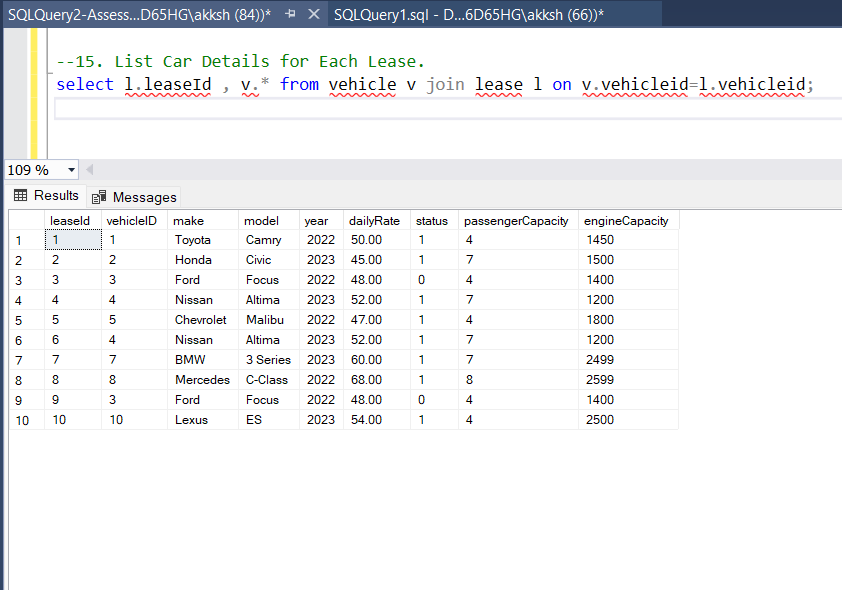 SQLQuery2-Assess...D65HG\akksh (84))* SQLQuery1.sql - D...6D65HG\akksh (66))*
--15. List Car Details for Each Lease.
select l.leaseId , v.* from vehicle v join lease l on v.vehicleid=l.vehicleid;
109 %
Results Messages
leaseId vehicleID make model year dailyRate status passengerCapacity engineCapacity
1 1 1 Toyota Camry 2022 50.00 1 4 1450
2 2 2 Honda Civic 2023 45.00 1 7 1500
3 3 3 Ford Focus 2022 48.00 0 4 1400
4 4 4 Nissan Altima 2023 52.00 1 7 1200
5 5 5 Chevrolet Malibu 2022 47.00 1 4 1800
6 6 4 Nissan Altima 2023 52.00 1 7 1200
7 7 7 BMW 3 Series 2023 60.00 1 7 2499
8 8 8 Mercedes C-Class 2022 68.00 1 8 2599
9 9 3 Ford Focus 2022 48.00 0 4 1400
10 10 10 Lexus ES 2023 54.00 1 4 2500